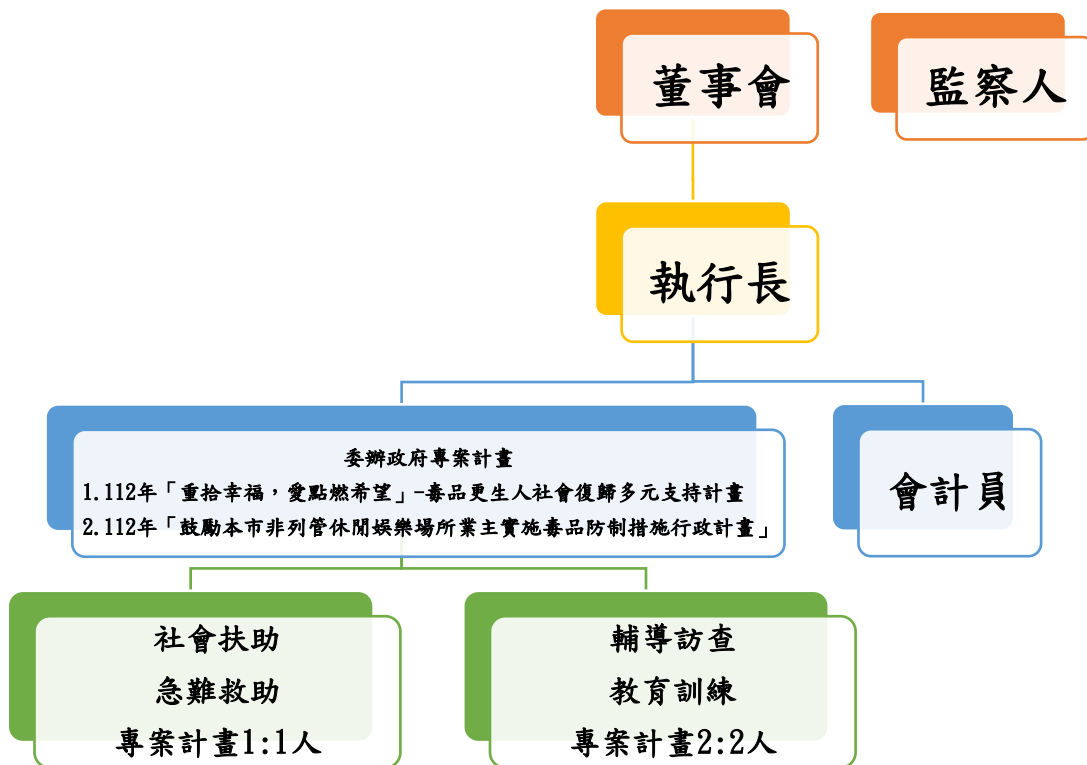 董事會
監察人
執行長
委辦政府專案計畫
1.112年「重拾幸福，愛點燃希望」-毒品更生人社會復歸多元支持計畫
2.112年「鼓勵本市非列管休閒娛樂場所業主實施毒品防制措施行政計畫」
會計員
社會扶助
急難救助
專案計畫1:1人
輔導訪查
教育訓練
專案計畫2:2人